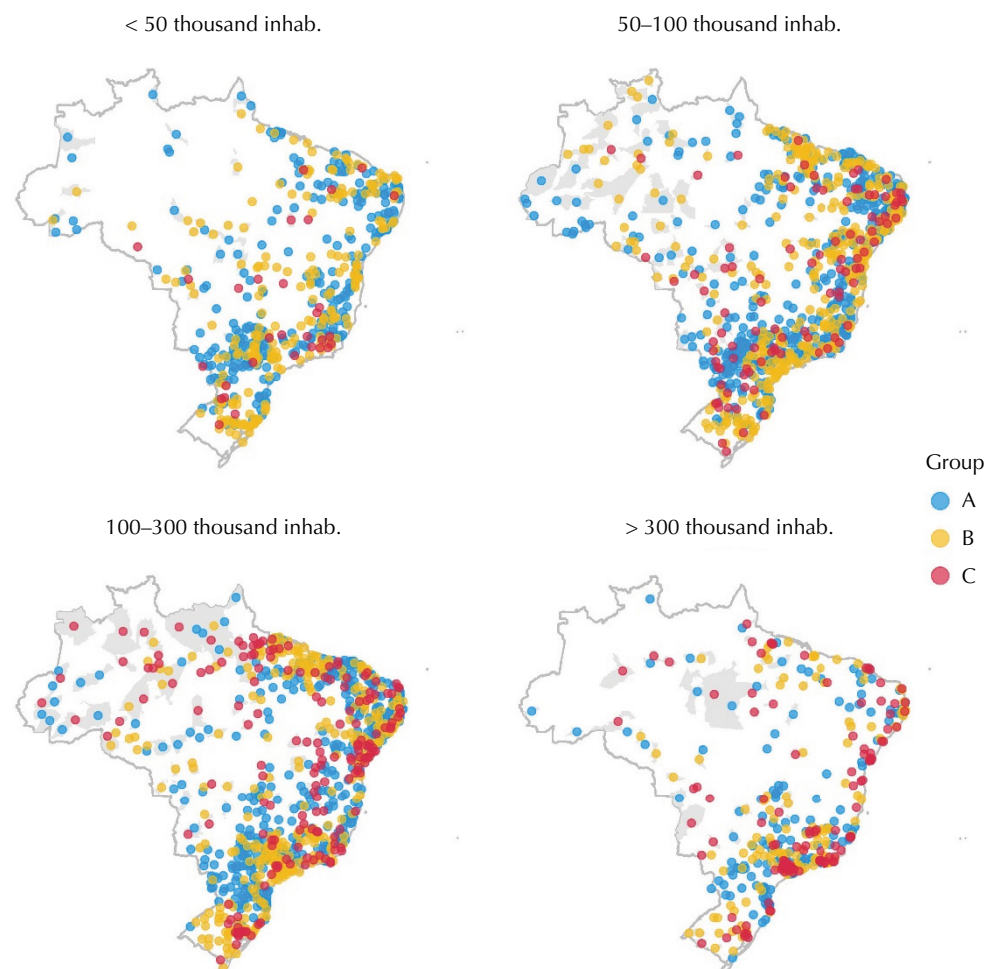 < 50 thousand inhab.
50–100 thousand inhab.
Group
A
B
C
100–300 thousand inhab.
> 300 thousand inhab.